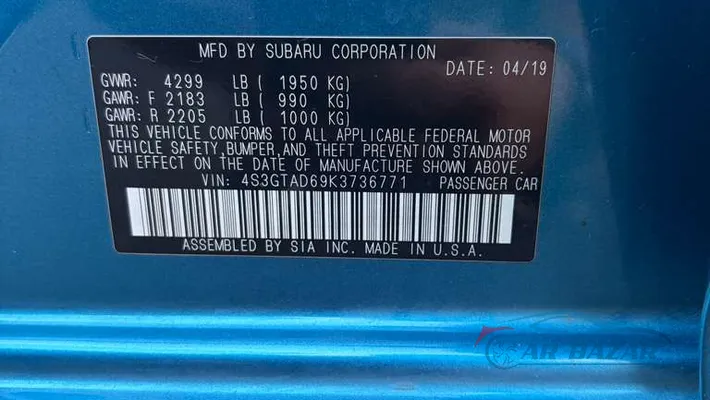 MFD BY SUBARU CORPORATION
DATE: 04/19
GVWR: 4299 LB ( 1950 KG)
GAWR: F 2183 LB ( 990 KG)
GAWR: R 2205 LB ( 1000 KG)
THIS VEHICLE CONFORMS TO ALL APPLICABLE FEDERAL MOTOR
VEHICLE SAFETY, BUMPER, AND THEFT PREVENTION STANDARDS
IN EFFECT ON THE DATE OF MANUFACTURE SHOWN ABOVE.
VIN: 4S3GTAD69K3736771 PASSENGER CAR
ASSEMBLED BY SIA INC. MADE IN U.S.A.
CAR BAZAR